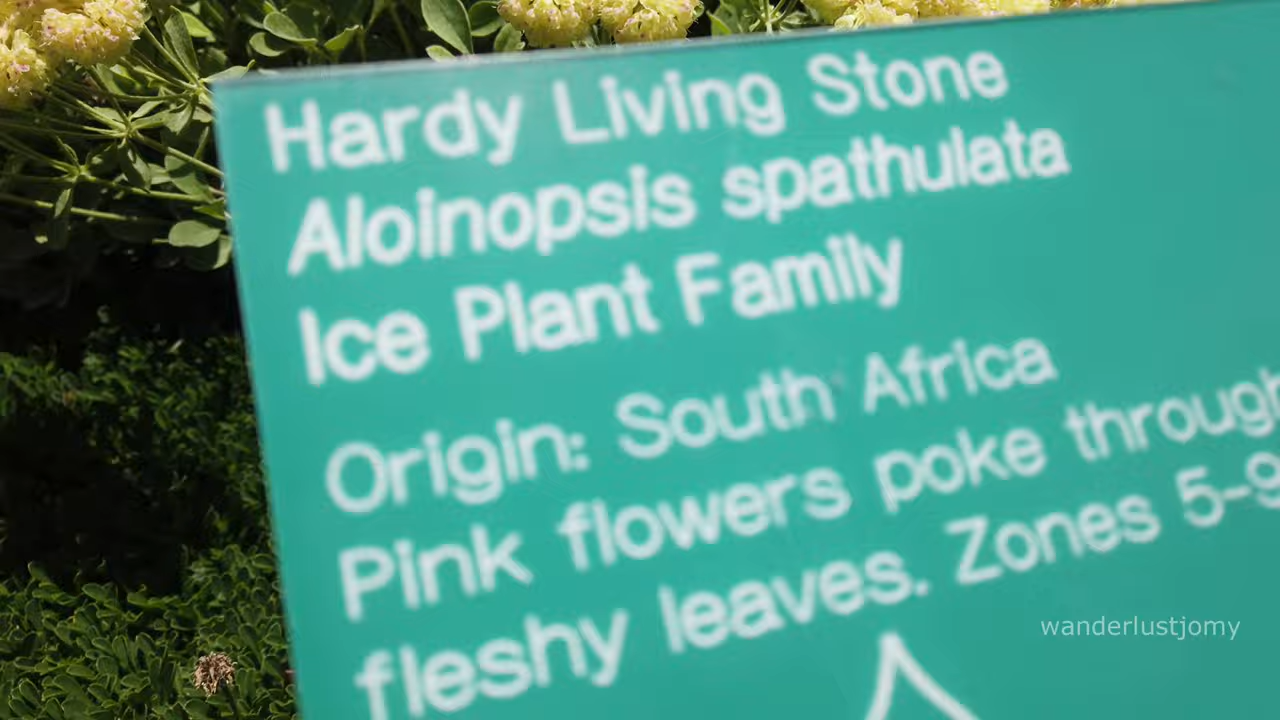 Hardy Living Stone
Aloinopsis spathulata
Ice Plant Family
Origin: South Africa
Pink flowers poke through
fleshy leaves. Zones 5-9
wanderlustjomy